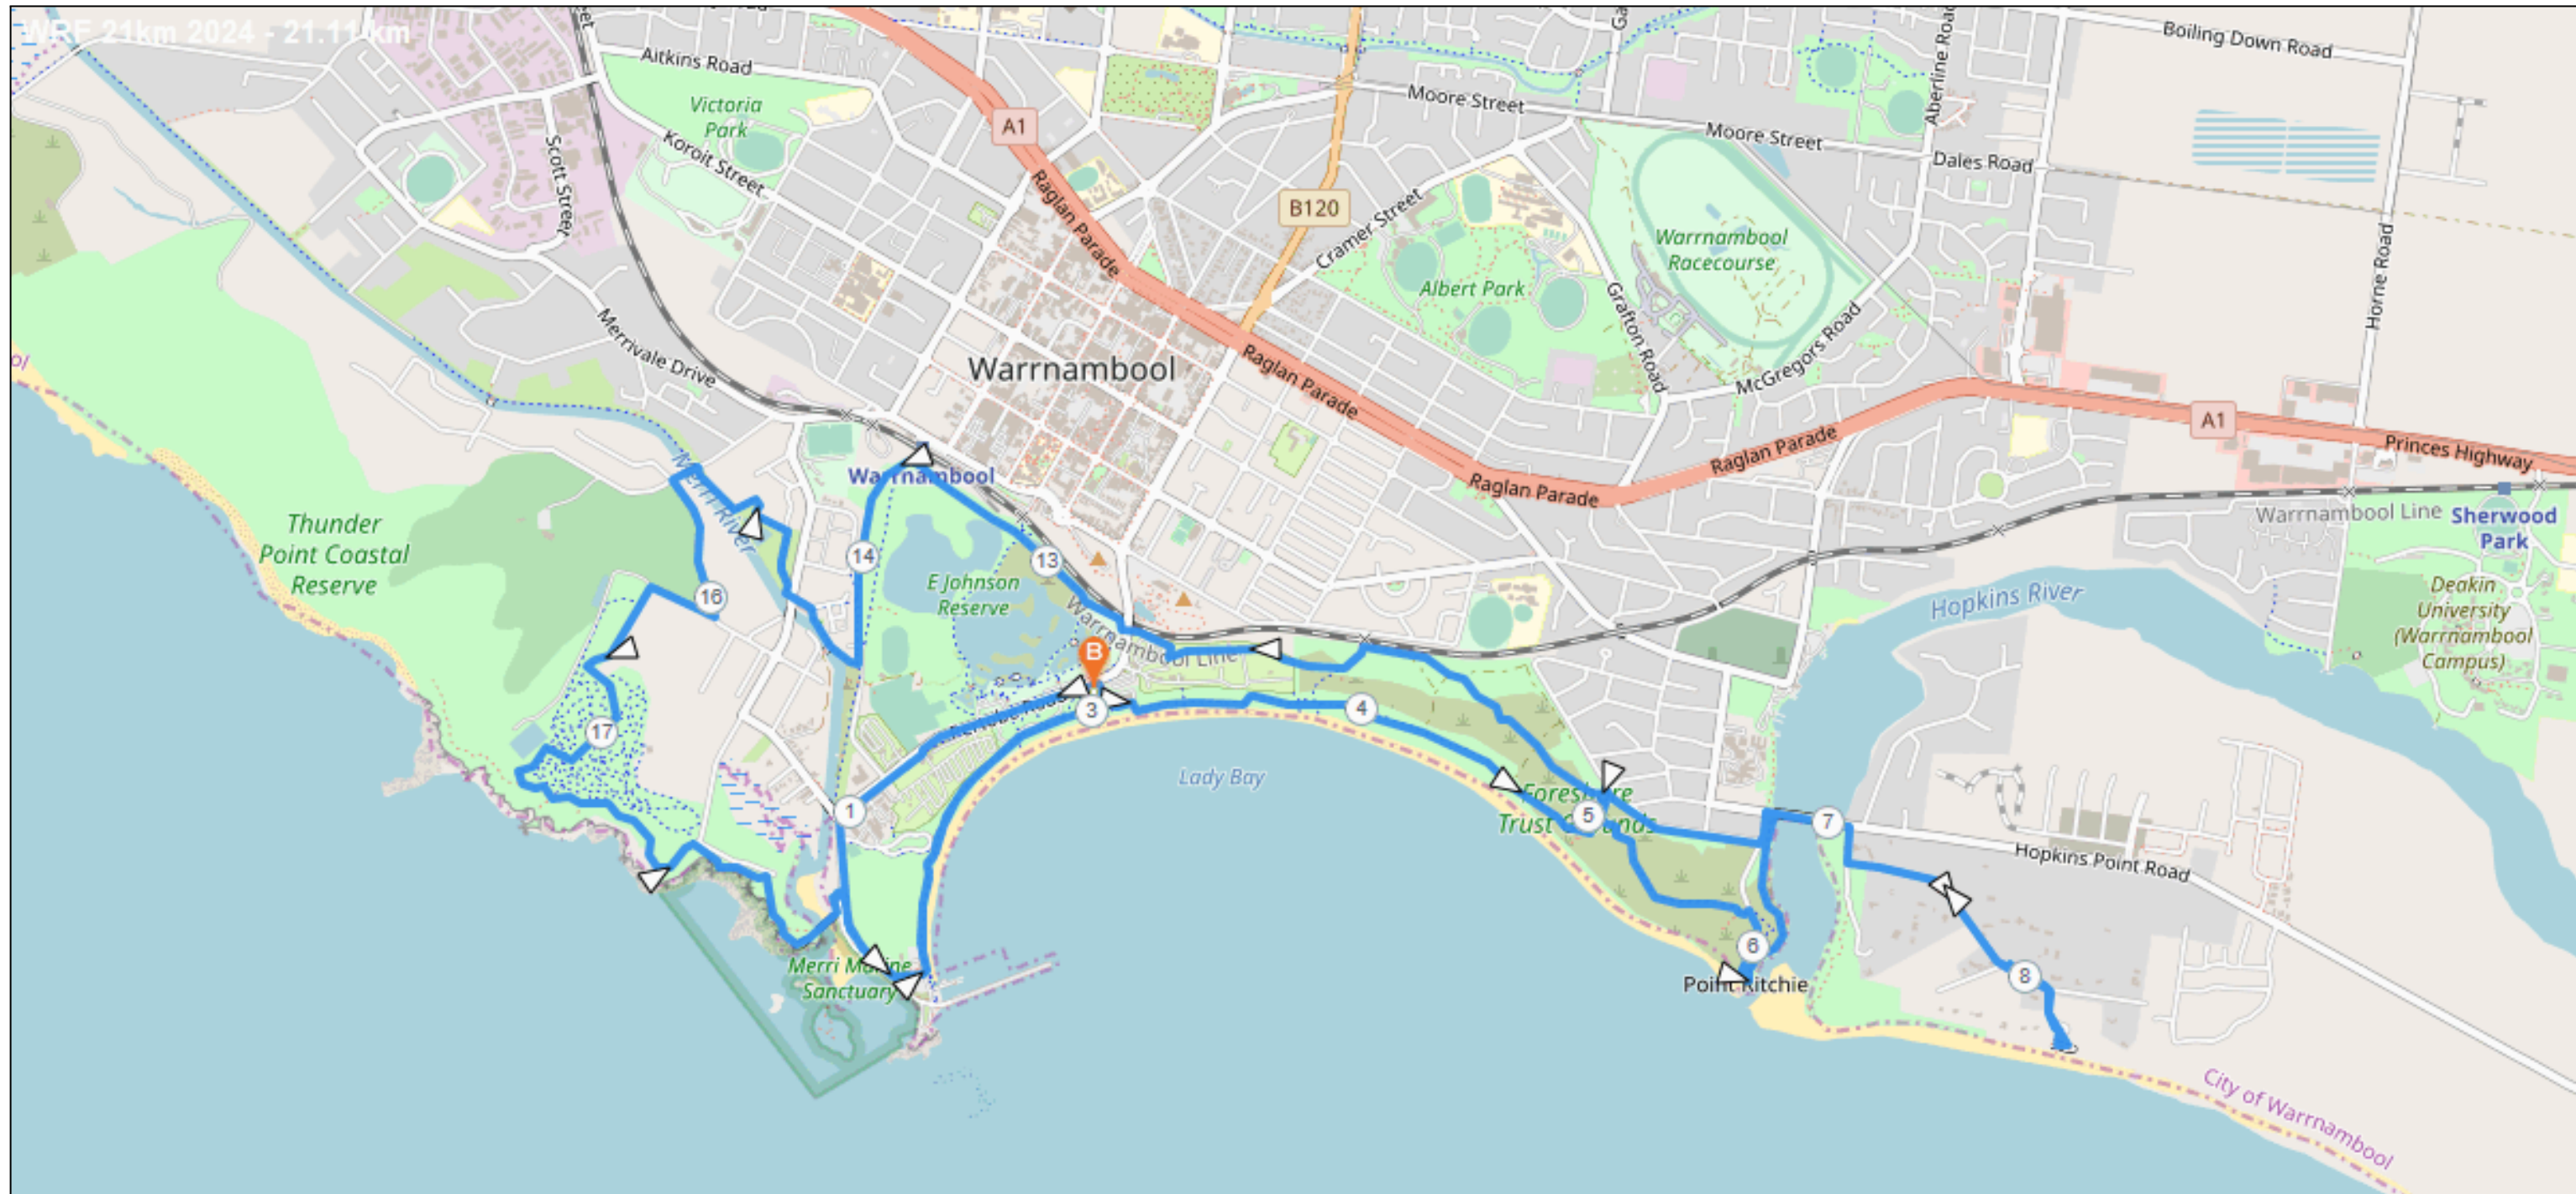 WRF 21km 2024 - 21.11 km
Aitkins Road
Boiling Down Road
Victoria
Park
A1
Moore Street
Aberline Road
Koroit Street
Scott Street
Moore Street
Dales Road
Raglan Parade
B120
Cramer Street
Warrnambool
Racecourse
Albert Park
Grafton Road
Horne Road
Merrivale Drive
Warrnambool
Raglan Parade
McGregors Road
A1
Raglan Parade
Princes Highway
Warrnambool
Merri River
Raglan Parade
Warrnambool Line
Sherwood
Park
Thunder
Point Coastal
Reserve
14
13
E Johnson
Reserve
16
Hopkins River
Deakin
University
(Warrnambool
Campus)
B
Warrnambool Line
17
3
4
Lady Bay
1
5
Foreshore
Trust Grounds
7
Hopkins Point Road
6
Merri Marine
Sanctuary
Point Ritchie
8
City of Warrnambool